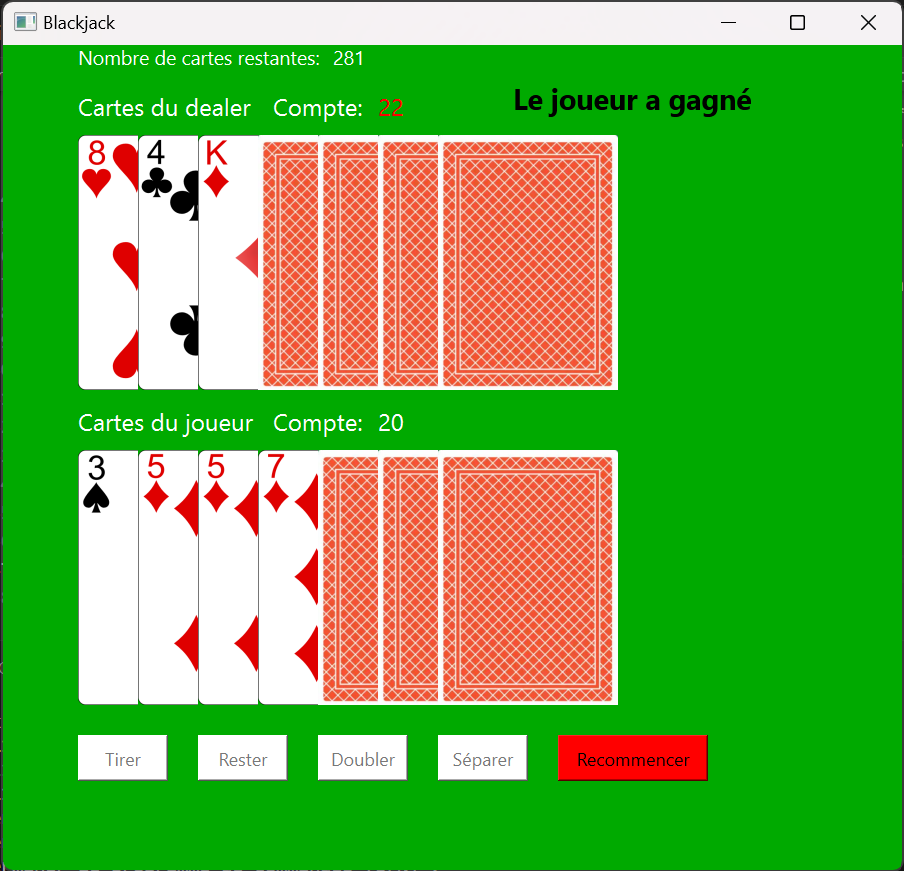 Blackjack
Nombre de cartes restantes: 281
Cartes du dealer Compte: 22
Le joueur a gagné
8 4 K
Cartes du joueur Compte: 20
3 5 5 7
Tirer Rester Doubler Séparer Recommencer